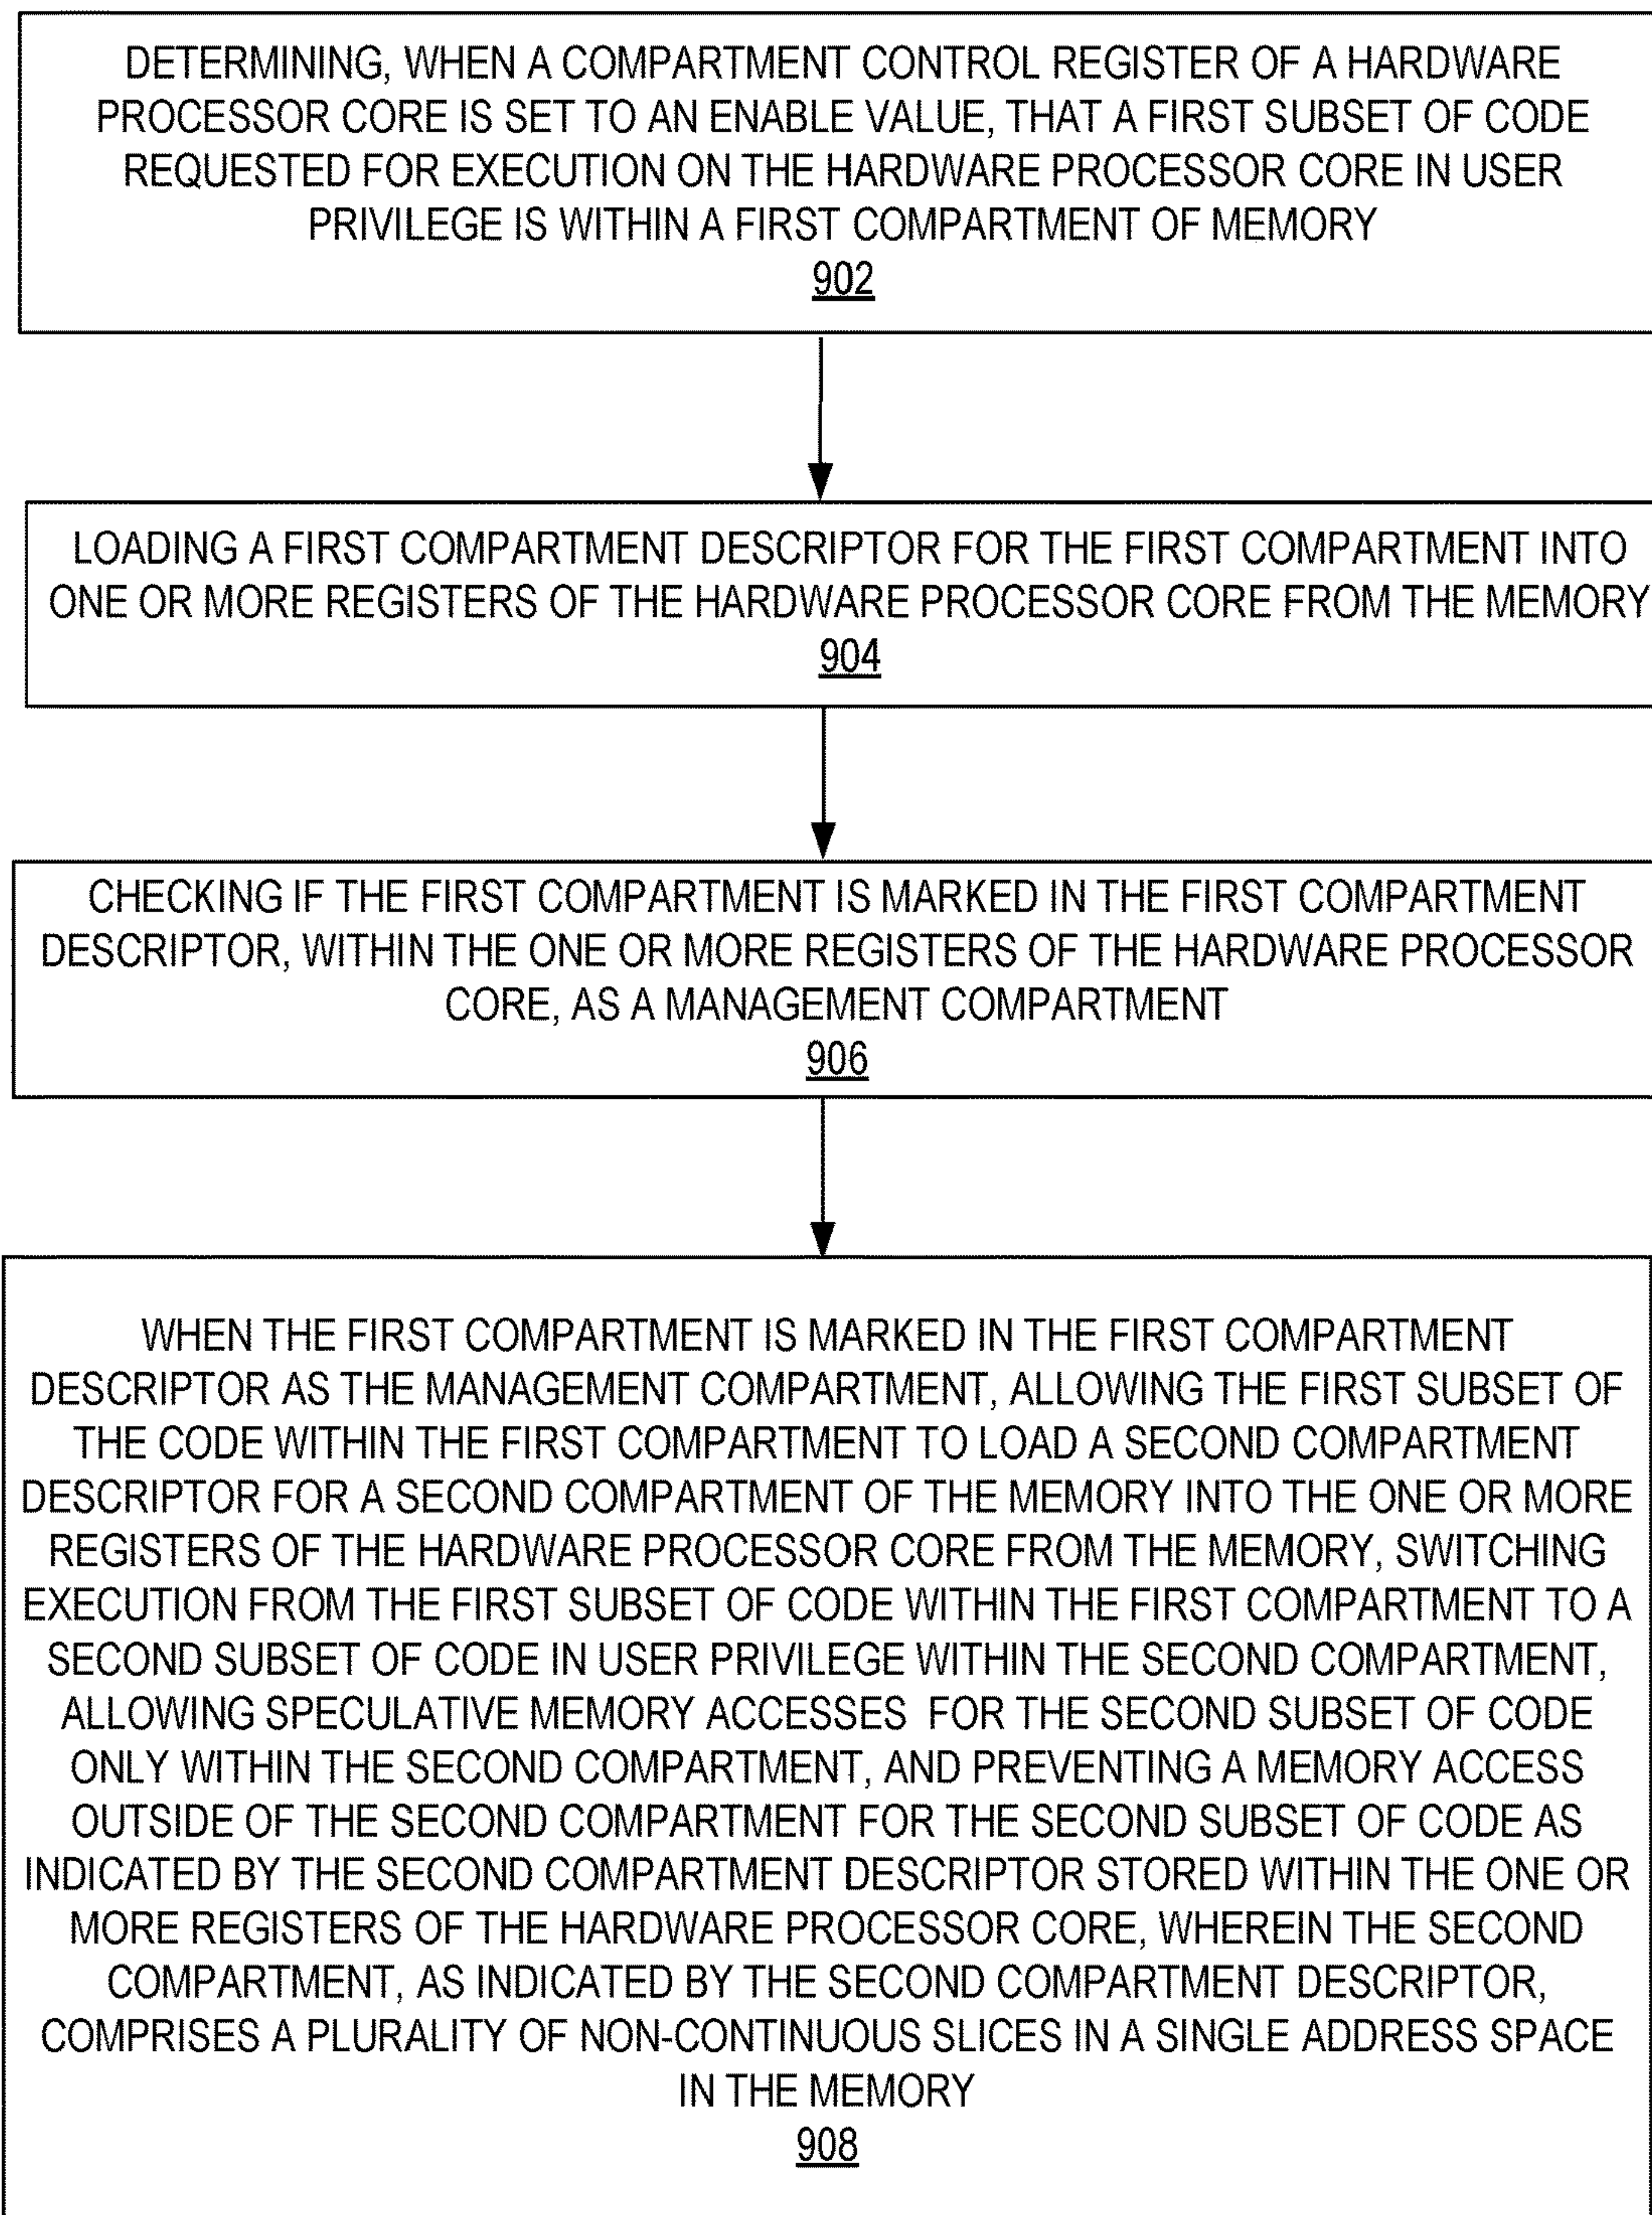 DETERMINING, WHEN A COMPARTMENT CONTROL REGISTER OF A HARDWARE
PROCESSOR CORE IS SET TO AN ENABLE VALUE, THAT A FIRST SUBSET OF CODE
REQUESTED FOR EXECUTION ON THE HARDWARE PROCESSOR CORE IN USER
PRIVILEGE IS WITHIN A FIRST COMPARTMENT OF MEMORY
902
LOADING A FIRST COMPARTMENT DESCRIPTOR FOR THE FIRST COMPARTMENT INTO
ONE OR MORE REGISTERS OF THE HARDWARE PROCESSOR CORE FROM THE MEMORY
904
CHECKING IF THE FIRST COMPARTMENT IS MARKED IN THE FIRST COMPARTMENT
DESCRIPTOR, WITHIN THE ONE OR MORE REGISTERS OF THE HARDWARE PROCESSOR
CORE, AS A MANAGEMENT COMPARTMENT
906
WHEN THE FIRST COMPARTMENT IS MARKED IN THE FIRST COMPARTMENT
DESCRIPTOR AS THE MANAGEMENT COMPARTMENT, ALLOWING THE FIRST SUBSET OF
THE CODE WITHIN THE FIRST COMPARTMENT TO LOAD A SECOND COMPARTMENT
DESCRIPTOR FOR A SECOND COMPARTMENT OF THE MEMORY INTO THE ONE OR MORE
REGISTERS OF THE HARDWARE PROCESSOR CORE FROM THE MEMORY, SWITCHING
EXECUTION FROM THE FIRST SUBSET OF CODE WITHIN THE FIRST COMPARTMENT TO A
SECOND SUBSET OF CODE IN USER PRIVILEGE WITHIN THE SECOND COMPARTMENT,
ALLOWING SPECULATIVE MEMORY ACCESSES FOR THE SECOND SUBSET OF CODE
ONLY WITHIN THE SECOND COMPARTMENT, AND PREVENTING A MEMORY ACCESS
OUTSIDE OF THE SECOND COMPARTMENT FOR THE SECOND SUBSET OF CODE AS
INDICATED BY THE SECOND COMPARTMENT DESCRIPTOR STORED WITHIN THE ONE OR
MORE REGISTERS OF THE HARDWARE PROCESSOR CORE, WHEREIN THE SECOND
COMPARTMENT, AS INDICATED BY THE SECOND COMPARTMENT DESCRIPTOR,
COMPRISES A PLURALITY OF NON-CONTINUOUS SLICES IN A SINGLE ADDRESS SPACE
IN THE MEMORY
908